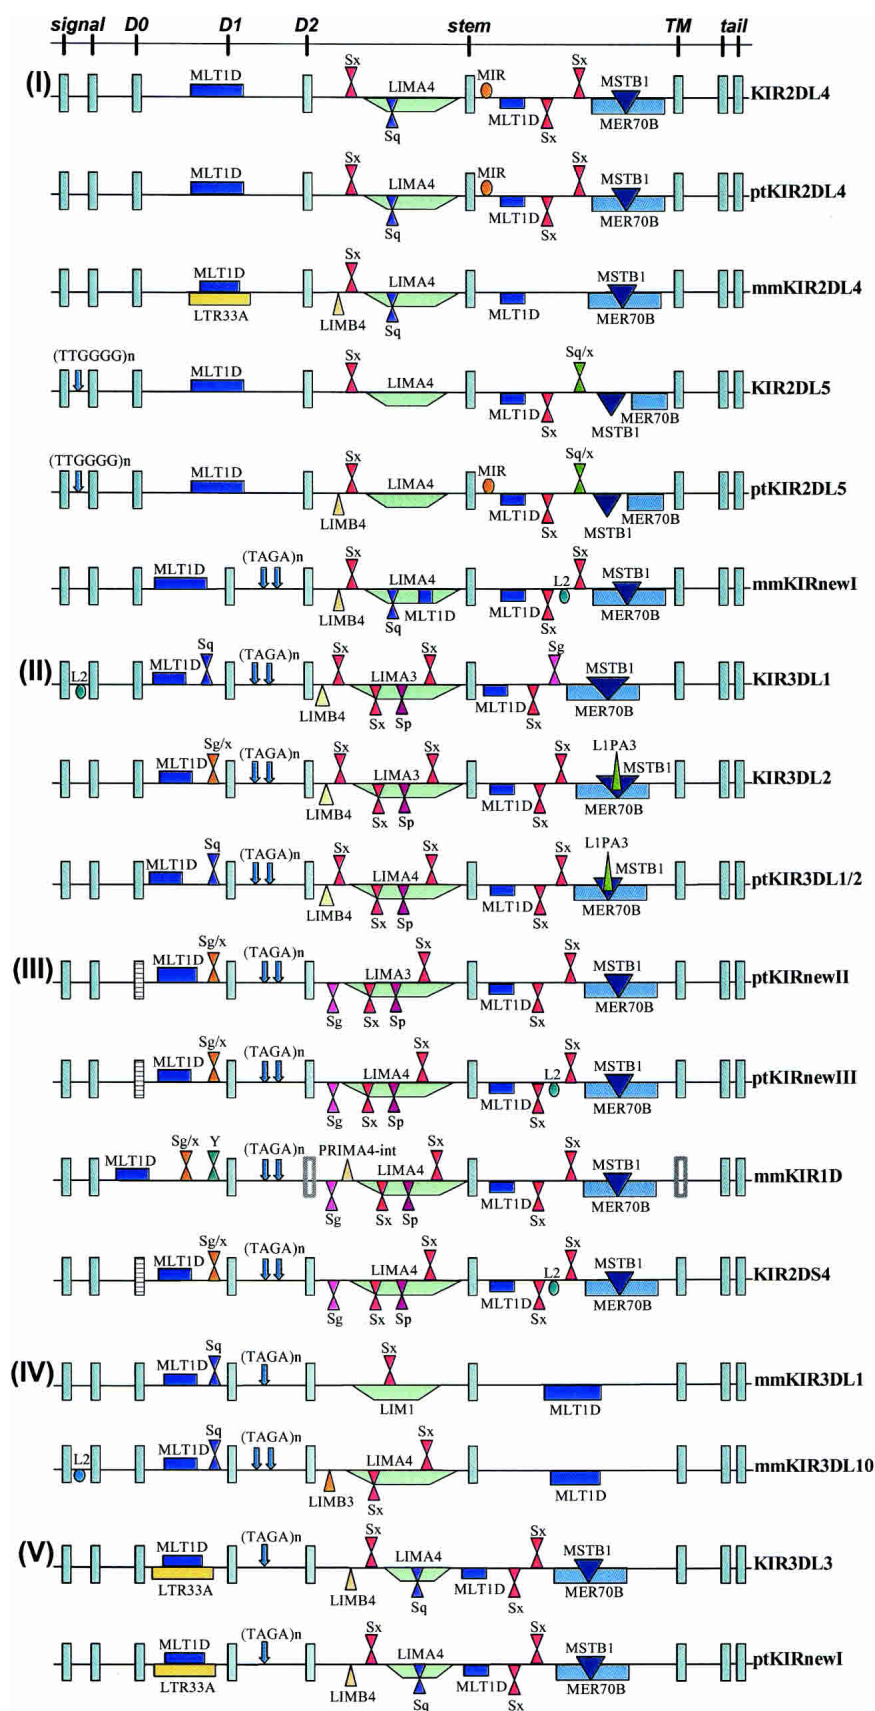 signal D0 D1 D2 stem TM tail
(I)
Sx MIR Sx
MLT1D LIMA4 MSTB1
KIR2DL4
MLT1D
Sq Sx MER70B
Sx MIR Sx
MLT1D LIMA4 MSTB1
ptKIR2DL4
MLT1D
Sq Sx MER70B
Sx
MLT1D LIMA4 MSTB1
mmKIR2DL4
LTR33A LIMB4 MLT1D
Sq MER70B
(TTGGGG)n Sx Sq/x
MLT1D LIMA4
KIR2DL5
MLT1D MER70B
Sx MSTB1
(TTGGGG)n Sx Sq/x
MLT1D LIMA4 MIR
ptKIR2DL5
LIMB4 MLT1D MER70B
Sx MSTB1
(TAGA)n Sx Sx
MLT1D LIMA4 L2 MSTB1
mmKIRnewI
LIMB4 Sq MLT1D MLT1D Sx MER70B
(II)
Sq Sx Sx Sg
L2 MLT1D (TAGA)n LIMA3 MSTB1
KIR3DL1
LIMB4 Sx Sp MLT1D Sx MER70B
Sg/x Sx Sx Sx L1PA3
MLT1D (TAGA)n LIMA3 MSTB1
KIR3DL2
LIMB4 Sx Sp MLT1D Sx MER70B
Sq Sx Sx Sx L1PA3
MLT1D (TAGA)n LIMA4 MSTB1
ptKIR3DL1/2
LIMB4 Sx Sp MLT1D Sx MER70B
(III)
Sg/x Sx Sx
MLT1D (TAGA)n LIMA3 MSTB1
ptKIRnewII
Sg Sx Sp MLT1D Sx MER70B
Sg/x Sx Sx
MLT1D (TAGA)n LIMA4 L2 MSTB1
ptKIRnewIII
Sg Sx Sp MLT1D Sx MER70B
Sg/x Y PRIMA4-int Sx Sx
MLT1D (TAGA)n LIMA4 MSTB1
mmKIR1D
Sg Sx Sp MLT1D Sx MER70B
Sg/x Sx Sx
MLT1D (TAGA)n LIMA4 L2 MSTB1
KIR2DS4
Sg Sx Sp MLT1D Sx MER70B
(IV)
Sq Sx
MLT1D (TAGA)n
mmKIR3DL1
LIM1 MLT1D
Sq Sx
L2 MLT1D (TAGA)n LIMA4
mmKIR3DL10
LIMB3 Sx MLT1D
(V)
Sx Sx
MLT1D (TAGA)n LIMA4 MSTB1
KIR3DL3
LTR33A LIMB4 Sq MLT1D Sx MER70B
Sx Sx
MLT1D (TAGA)n LIMA4 MSTB1
ptKIRnewI
LTR33A LIMB4 Sq MLT1D Sx MER70B